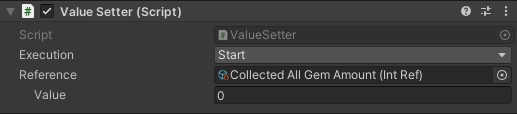 Value Setter (Script)
Script ValueSetter
Execution Start
Reference Collected All Gem Amount (Int Ref)
Value 0